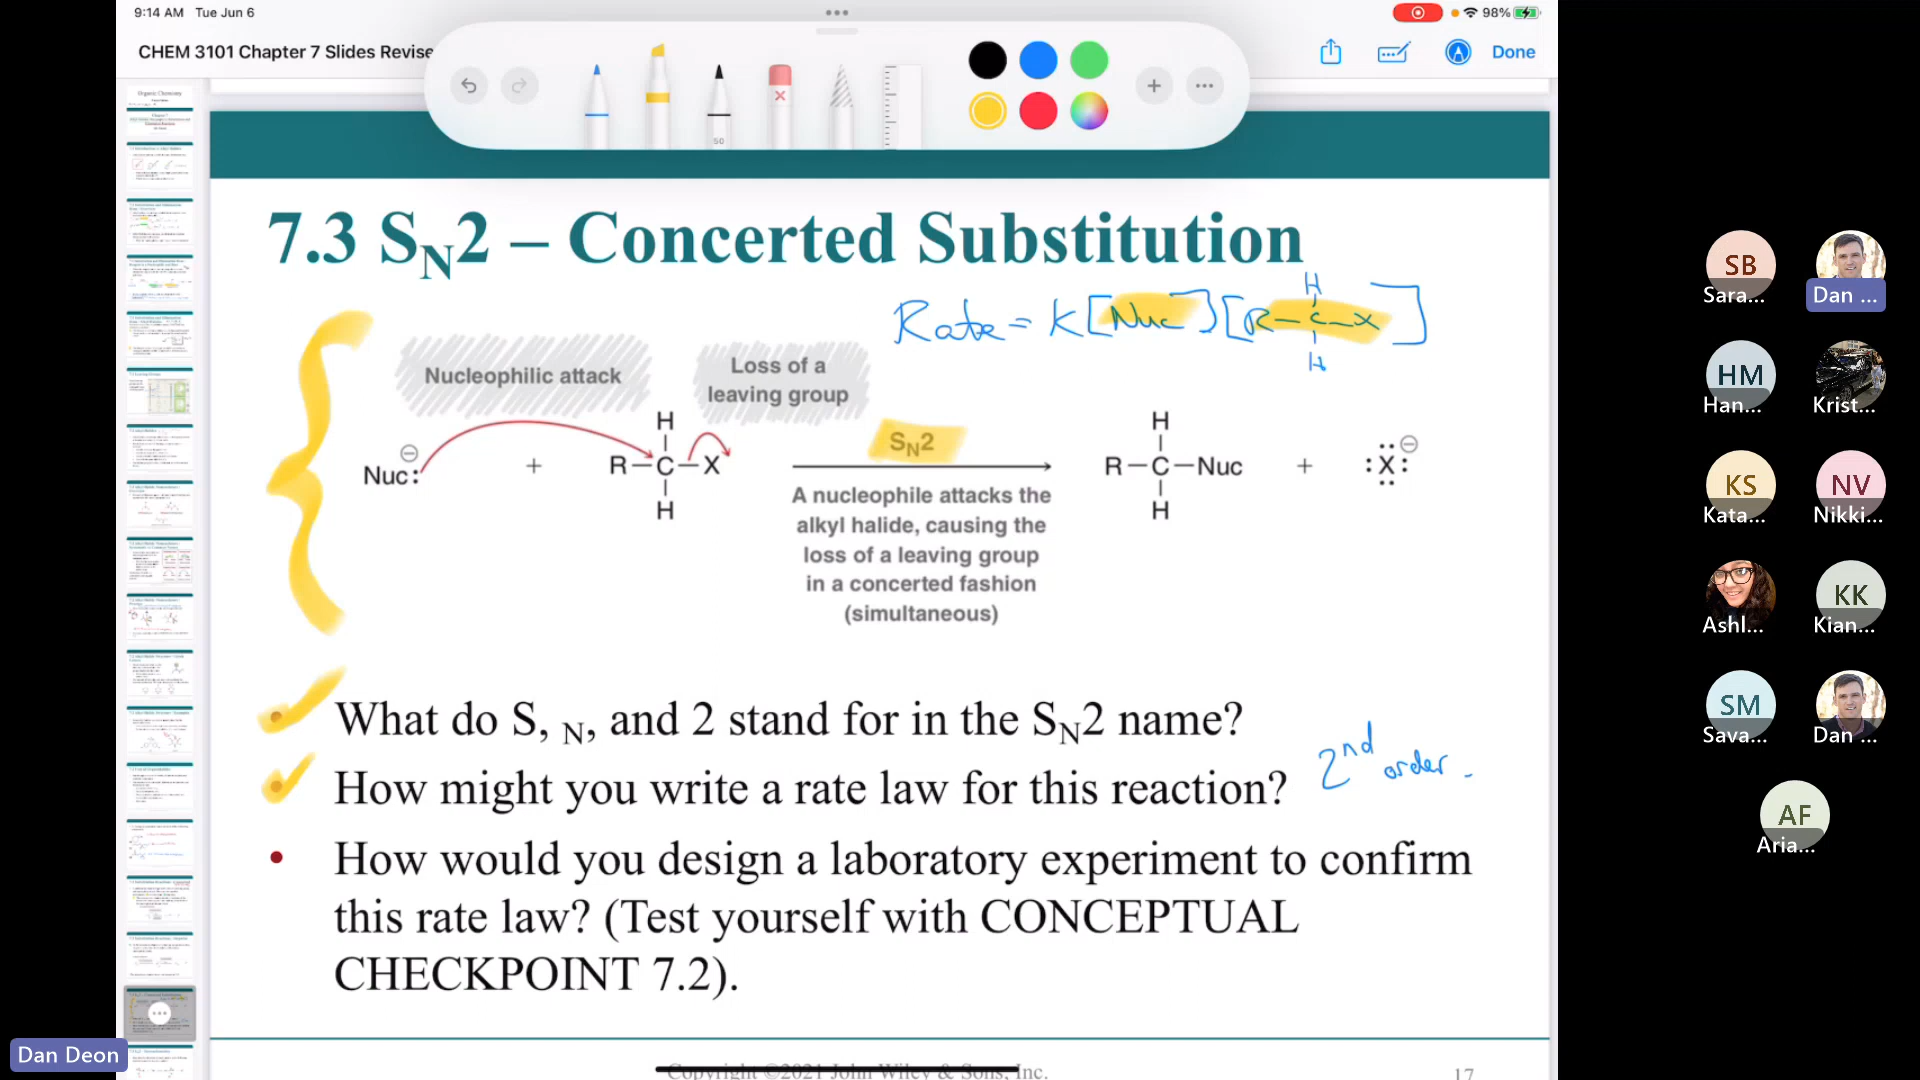 9:14 AM Tue Jun 6
98%
CHEM 3101 Chapter 7 Slides Revise
Done
50
7.3 SN2 – Concerted Substitution
Rate = K[Nuc][R–C–X]
H
H
Nucleophilic attack
Loss of a
leaving group
H
H
Nuc: ⊖ + R–C–X
SN2
R–C–Nuc + :X: ⊖
H
H
A nucleophile attacks the
alkyl halide, causing the
loss of a leaving group
in a concerted fashion
(simultaneous)
• What do S, N, and 2 stand for in the SN2 name?
• How might you write a rate law for this reaction?
2nd order -
• How would you design a laboratory experiment to confirm
this rate law? (Test yourself with CONCEPTUAL
CHECKPOINT 7.2).
Copyright ©2021 John Wiley & Sons, Inc.
17
Dan Deon
SB
Sara...
Dan ...
HM
Han...
Krist...
KS
Kata...
NV
Nikki...
Ashl...
KK
Kian...
SM
Sava...
Dan ...
AF
Aria...